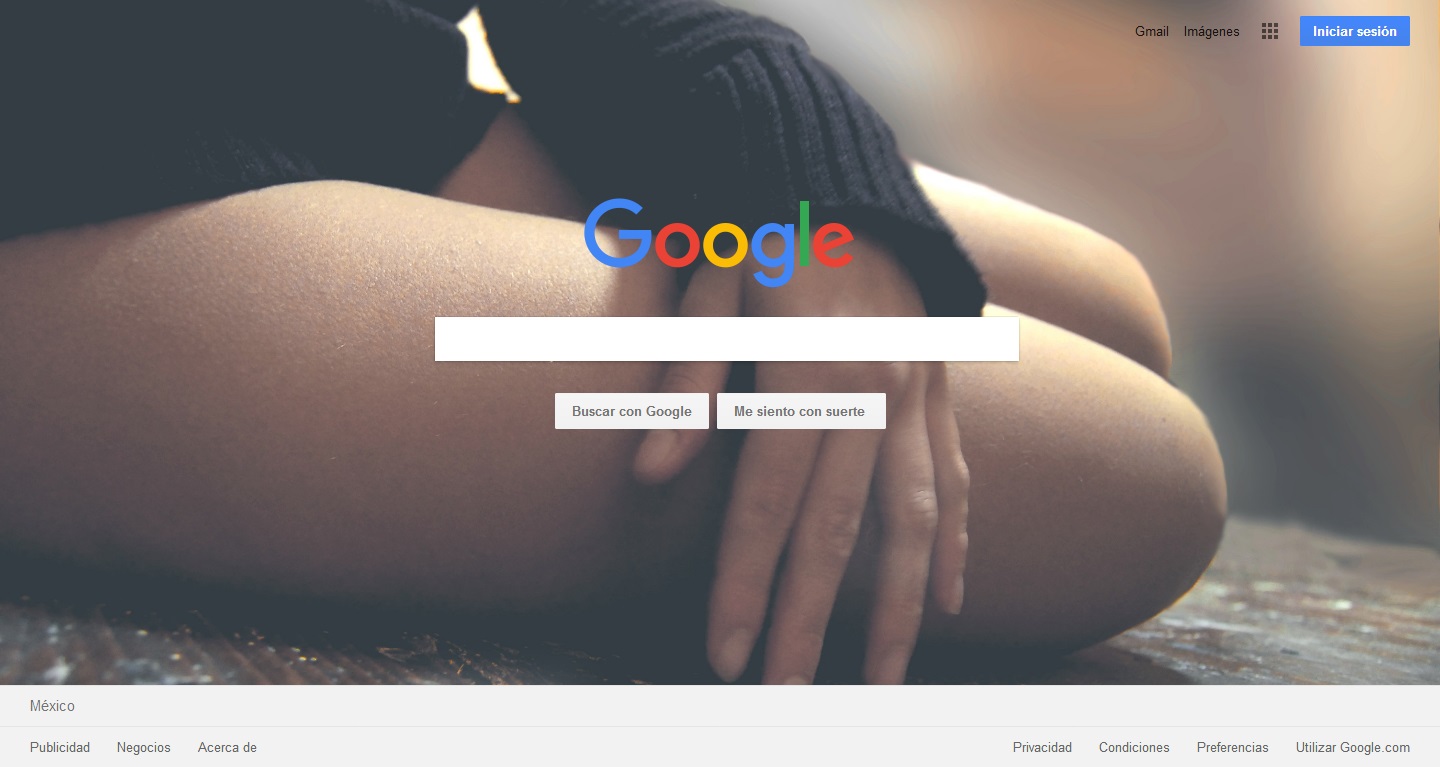 Gmail Imágenes Iniciar sesión
Google
Buscar con Google Me siento con suerte
México
Publicidad Negocios Acerca de Privacidad Condiciones Preferencias Utilizar Google.com